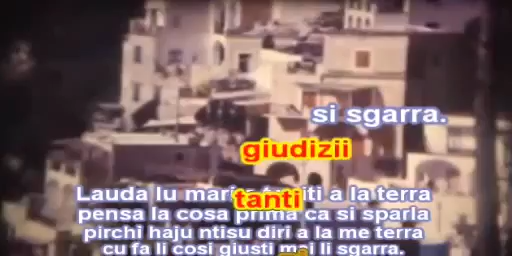 si sgarra.
giudizii
tanti
Lauda lu mari e ti a la terra
pensa la cosa prima ca si sparla
pirchi haju ntisu diri a la me terra
cu fa li cosi giusti mai li sgarra.